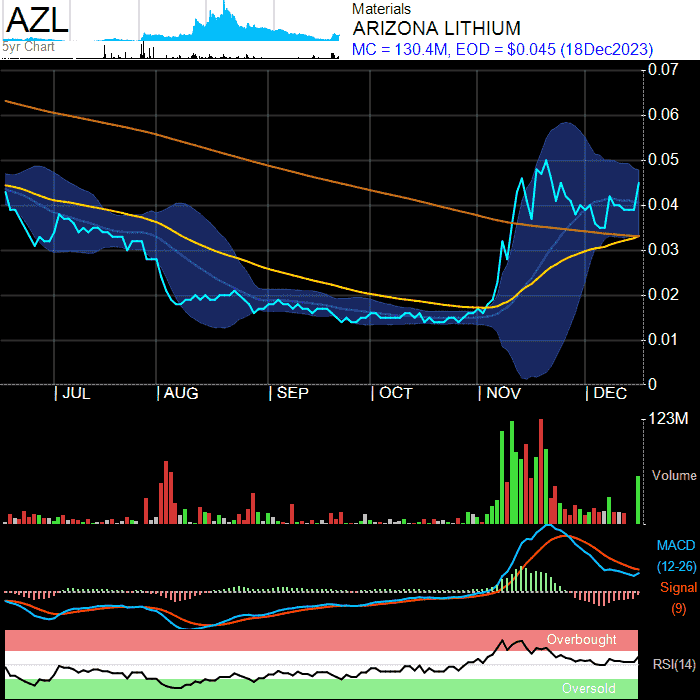 AZL
5yr Chart
Materials
ARIZONA LITHIUM
MC = 130.4M, EOD = $0.045 (18Dec2023)
0.07
0.06
0.05
0.04
0.03
0.02
0.01
0
JUL
AUG
SEP
OCT
NOV
DEC
123M
Volume
MACD
(12-26)
Signal
(9)
Overbought
RSI(14)
Oversold